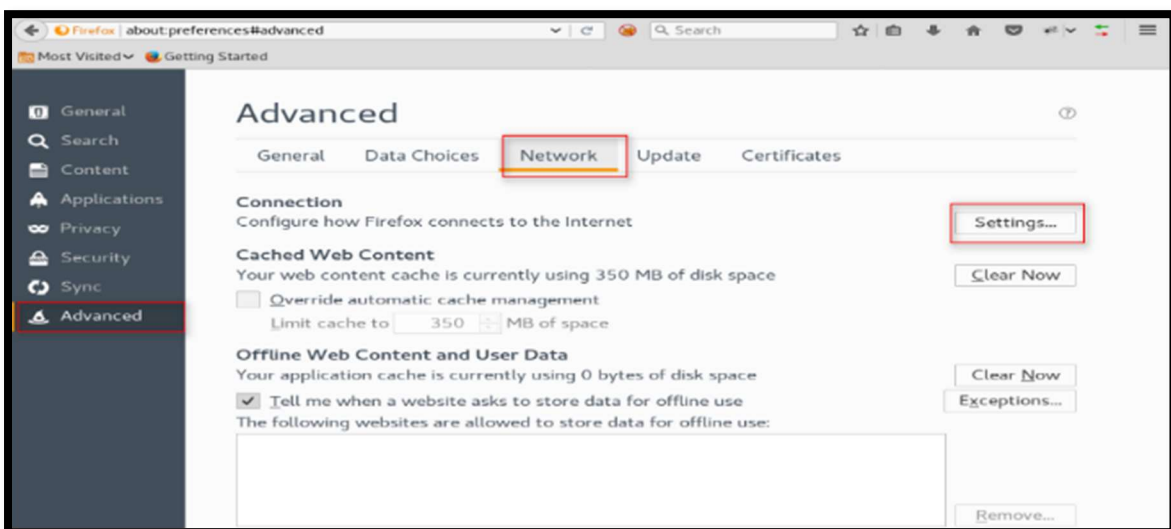 Firefox about:preferences#advanced Search
Most Visited Getting Started
General
Search
Content
Applications
Privacy
Security
Sync
Advanced
Advanced
General Data Choices Network Update Certificates
Connection
Configure how Firefox connects to the Internet Settings...
Cached Web Content
Your web content cache is currently using 350 MB of disk space Clear Now
Override automatic cache management
Limit cache to 350 MB of space
Offline Web Content and User Data
Your application cache is currently using 0 bytes of disk space Clear Now
Tell me when a website asks to store data for offline use Exceptions...
The following websites are allowed to store data for offline use:
Remove...